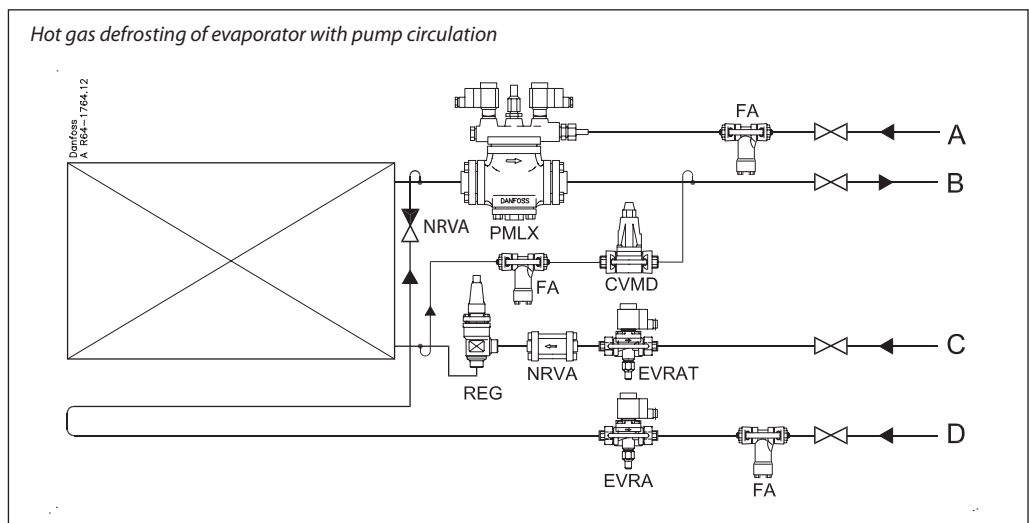 Hot gas defrosting of evaporator with pump circulation
Danfoss
A R64-1764.12
FA
A
B
DANFOSS
NRVA
PMLX
FA
CVMD
C
REG
NRVA
EVRAT
D
EVRA
FA